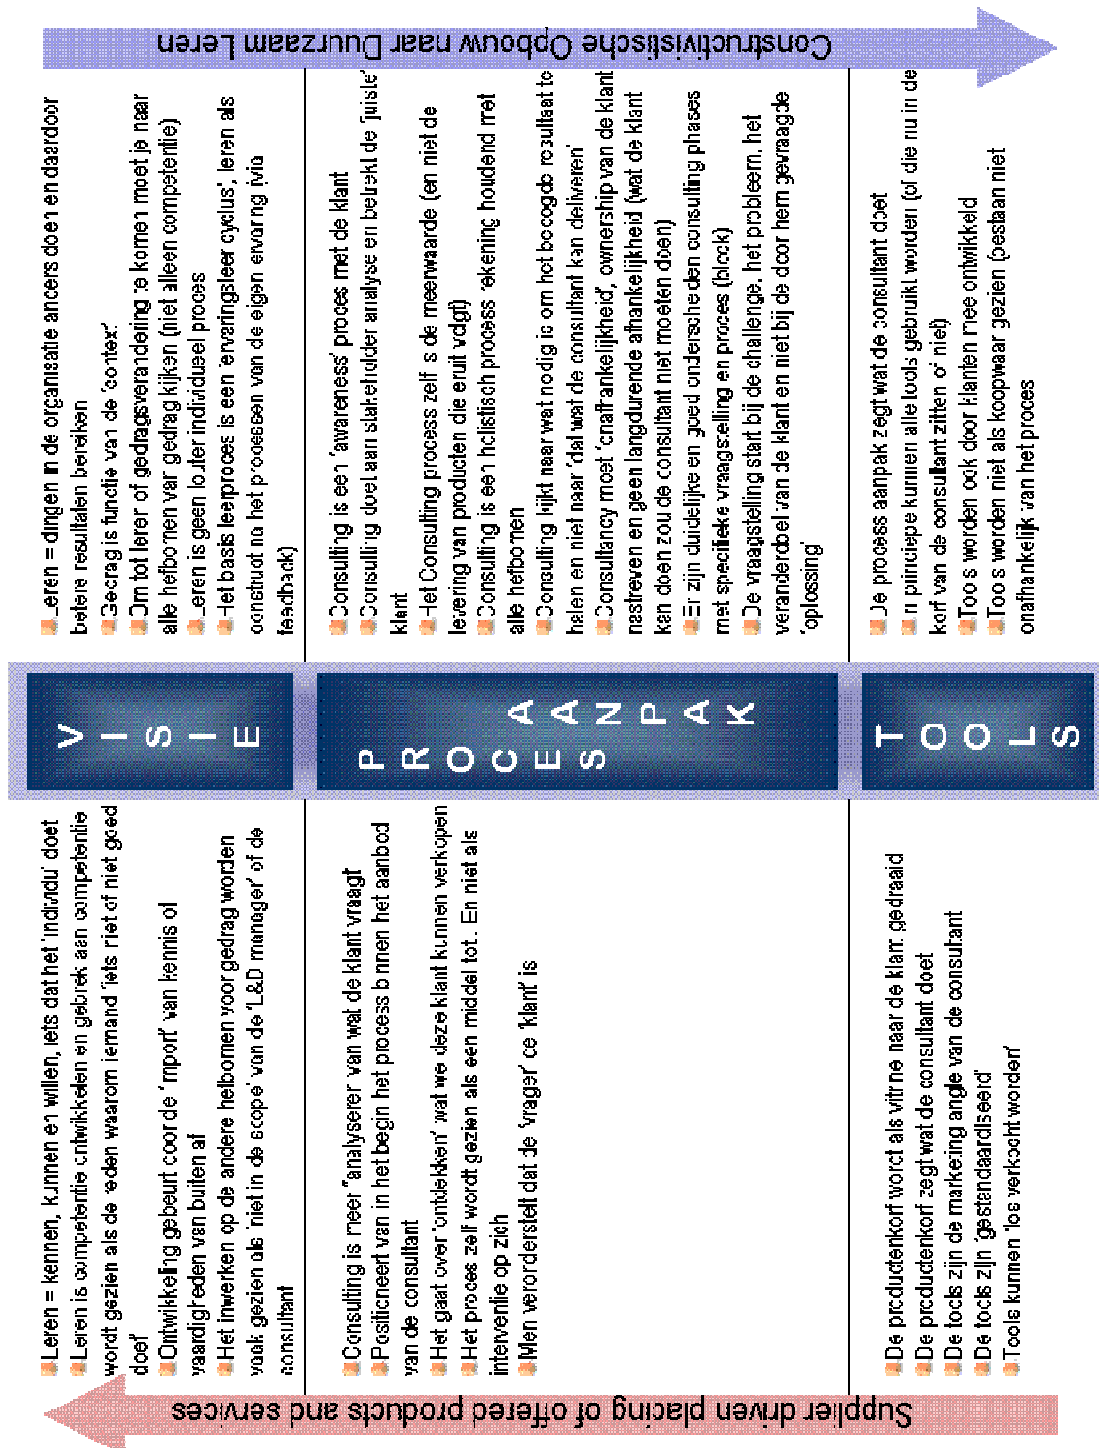 Constructivistische Opbouw naar Duurzaam Leren
Leren = dingen in de organisatie anders doen en daardoor
betere resultaten bereiken
Gedrag is functie van de 'context'
Om tot leren of gedragsverandering te komen moet je naar
alle hefbomen van gedrag kijken (niet alleen competentie)
Leren is geen louter individueel proces
Het basis leerproces is een 'ervaringsleer cyclus', leren als
construct na het processen van de eigen ervaring (via
feedback)
Consulting is een 'awareness' proces met de klant
Consulting doet aan stakeholder analyse en betrekt de 'juiste'
klant
Het Consulting process zelf is de meerwaarde (en niet de
levering van producten die eruit volgt)
Consulting is een holistisch process rekening houdend met
alle hefbomen
Consulting kijkt naar wat nodig is om het beoogde resultaat te
halen en niet naar 'dat wat de consultant kan deliveren'
Consultancy moet 'onafhankelijkheid', ownership van de klant
nastreven en geen langdurende afhankelijkheid (wat de klant
kan doen zou de consultant niet moeten doen)
Er zijn duidelijke en goed onderscheiden consulting phases
met specifieke vraagstelling en proces (block)
De vraagstelling start bij de challenge, het probleem, het
veranderdoel van de klant en niet bij de door hem gevraagde
'oplossing'
De process aanpak zegt wat de consultant doet
In principe kunnen alle tools gebruikt worden (of die nu in de
korf van de consultant zitten of niet)
Tools worden ook door klanten mee ontwikkeld
Tools worden niet als koopwaar gezien (bestaan niet
onafhankelijk van het proces
VISIE
PROCES
AANPAK
TOOLS
Leren = kennen, kunnen en willen, iets dat het 'individu' doet
Leren is competentie ontwikkelen en gebrek aan competentie
wordt gezien als de reden waarom iemand 'iets niet of niet goed
doet'
Ontwikkeling gebeurt door de 'import' van kennis of
vaardigheden van buiten af
Het inwerken op de andere hefbomen voor gedrag worden
vaak gezien als 'niet in de scope' van de 'L&D manager' of de
consultant
Consulting is meer "analyseren van wat de klant vraagt
Positioneert van in het begin het process binnen het aanbod
van de consultant
Het gaat over 'ontdekken' wat we deze klant kunnen verkopen
Het proces zelf wordt gezien als een middel tot. En niet als
interventie op zich
Men verorderstelt dat de 'vrager' de 'klant' is
De productenkorf wordt als vitrine naar de klant gedraaid
De productenkorf zegt wat de consultant doet
De tools zijn de marketing angle van de consultant
De tools zijn 'gestandaardiseerd'
Tools kunnen 'los verkocht worden'
Supplier driven placing of offered products and services